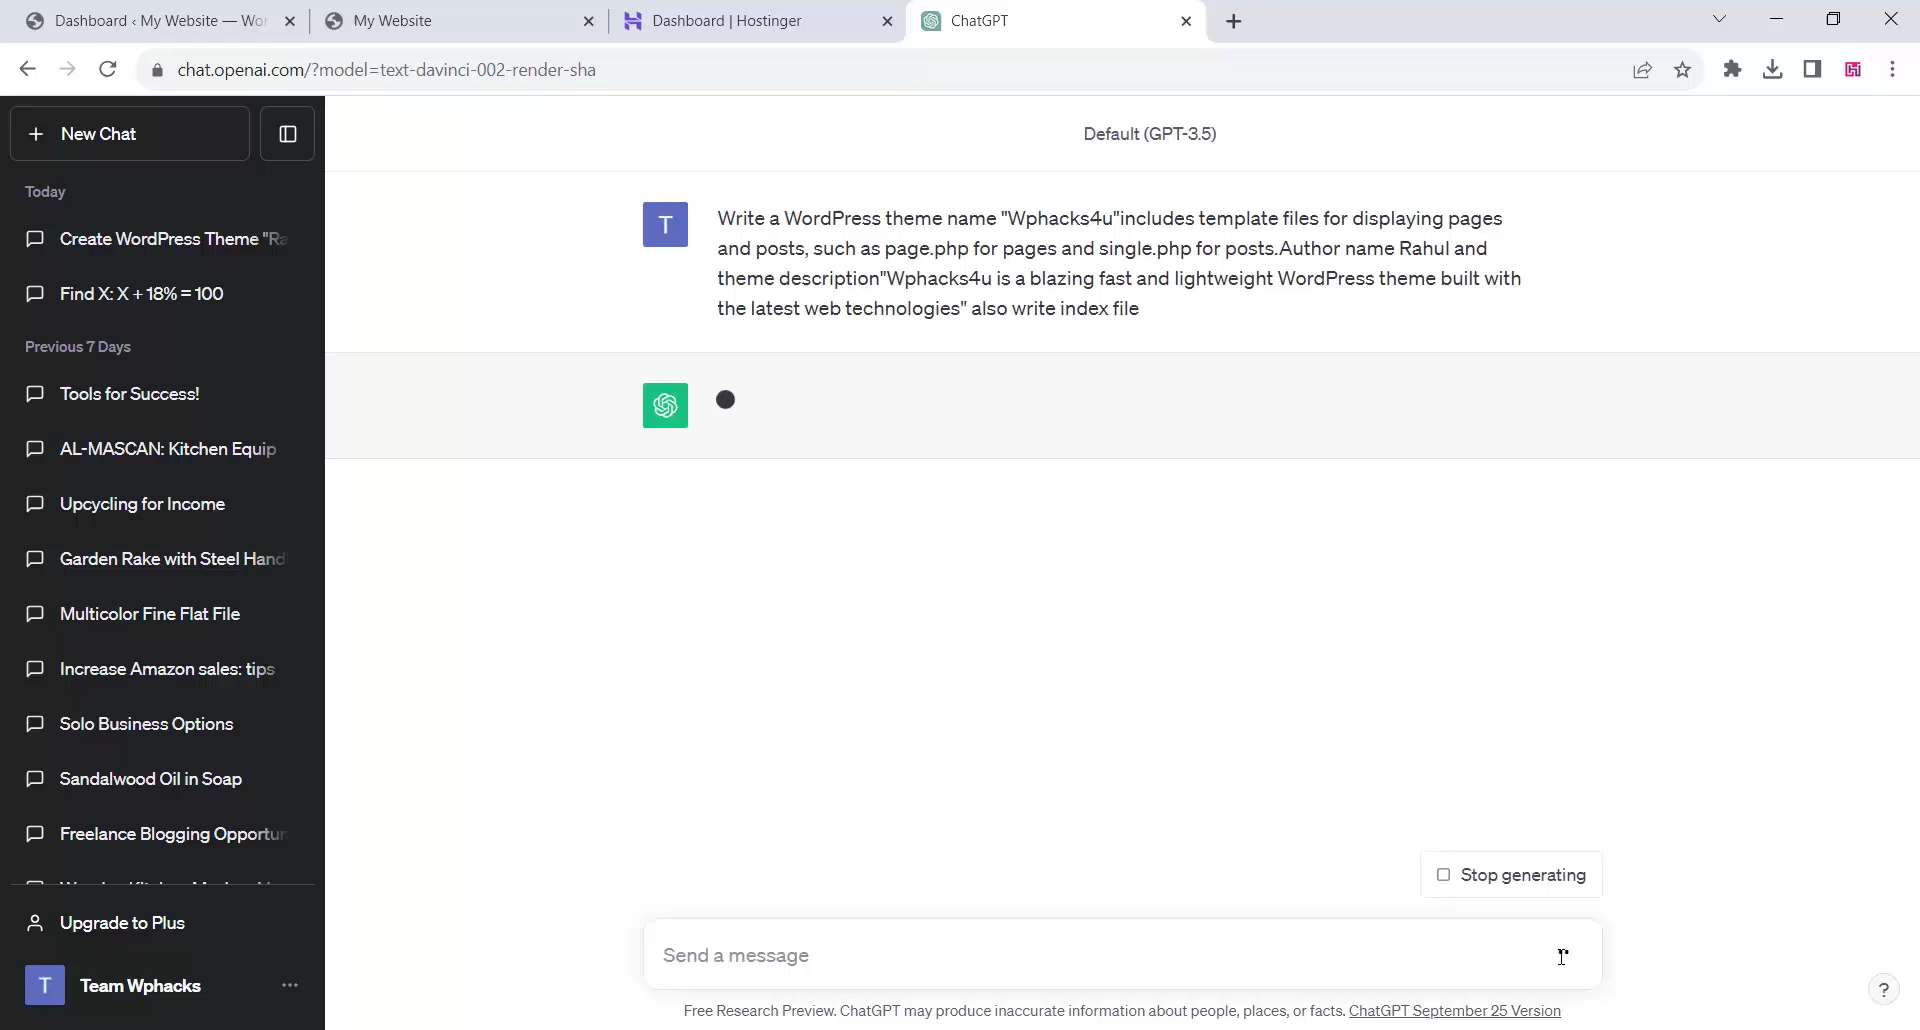 Dashboard ‹ My Website — Wor
My Website
Dashboard | Hostinger
ChatGPT
chat.openai.com/?model=text-davinci-002-render-sha
New Chat
Default (GPT-3.5)
Today
Create WordPress Theme "Ra
Find X: X + 18% = 100
Previous 7 Days
Tools for Success!
AL-MASCAN: Kitchen Equip
Upcycling for Income
Garden Rake with Steel Hand
Multicolor Fine Flat File
Increase Amazon sales: tips
Solo Business Options
Sandalwood Oil in Soap
Freelance Blogging Opportun
Upgrade to Plus
T
Team Wphacks
T
Write a WordPress theme name "Wphacks4u"includes template files for displaying pages
and posts, such as page.php for pages and single.php for posts.Author name Rahul and
theme description"Wphacks4u is a blazing fast and lightweight WordPress theme built with
the latest web technologies" also write index file
Stop generating
Send a message
Free Research Preview. ChatGPT may produce inaccurate information about people, places, or facts. ChatGPT September 25 Version
?